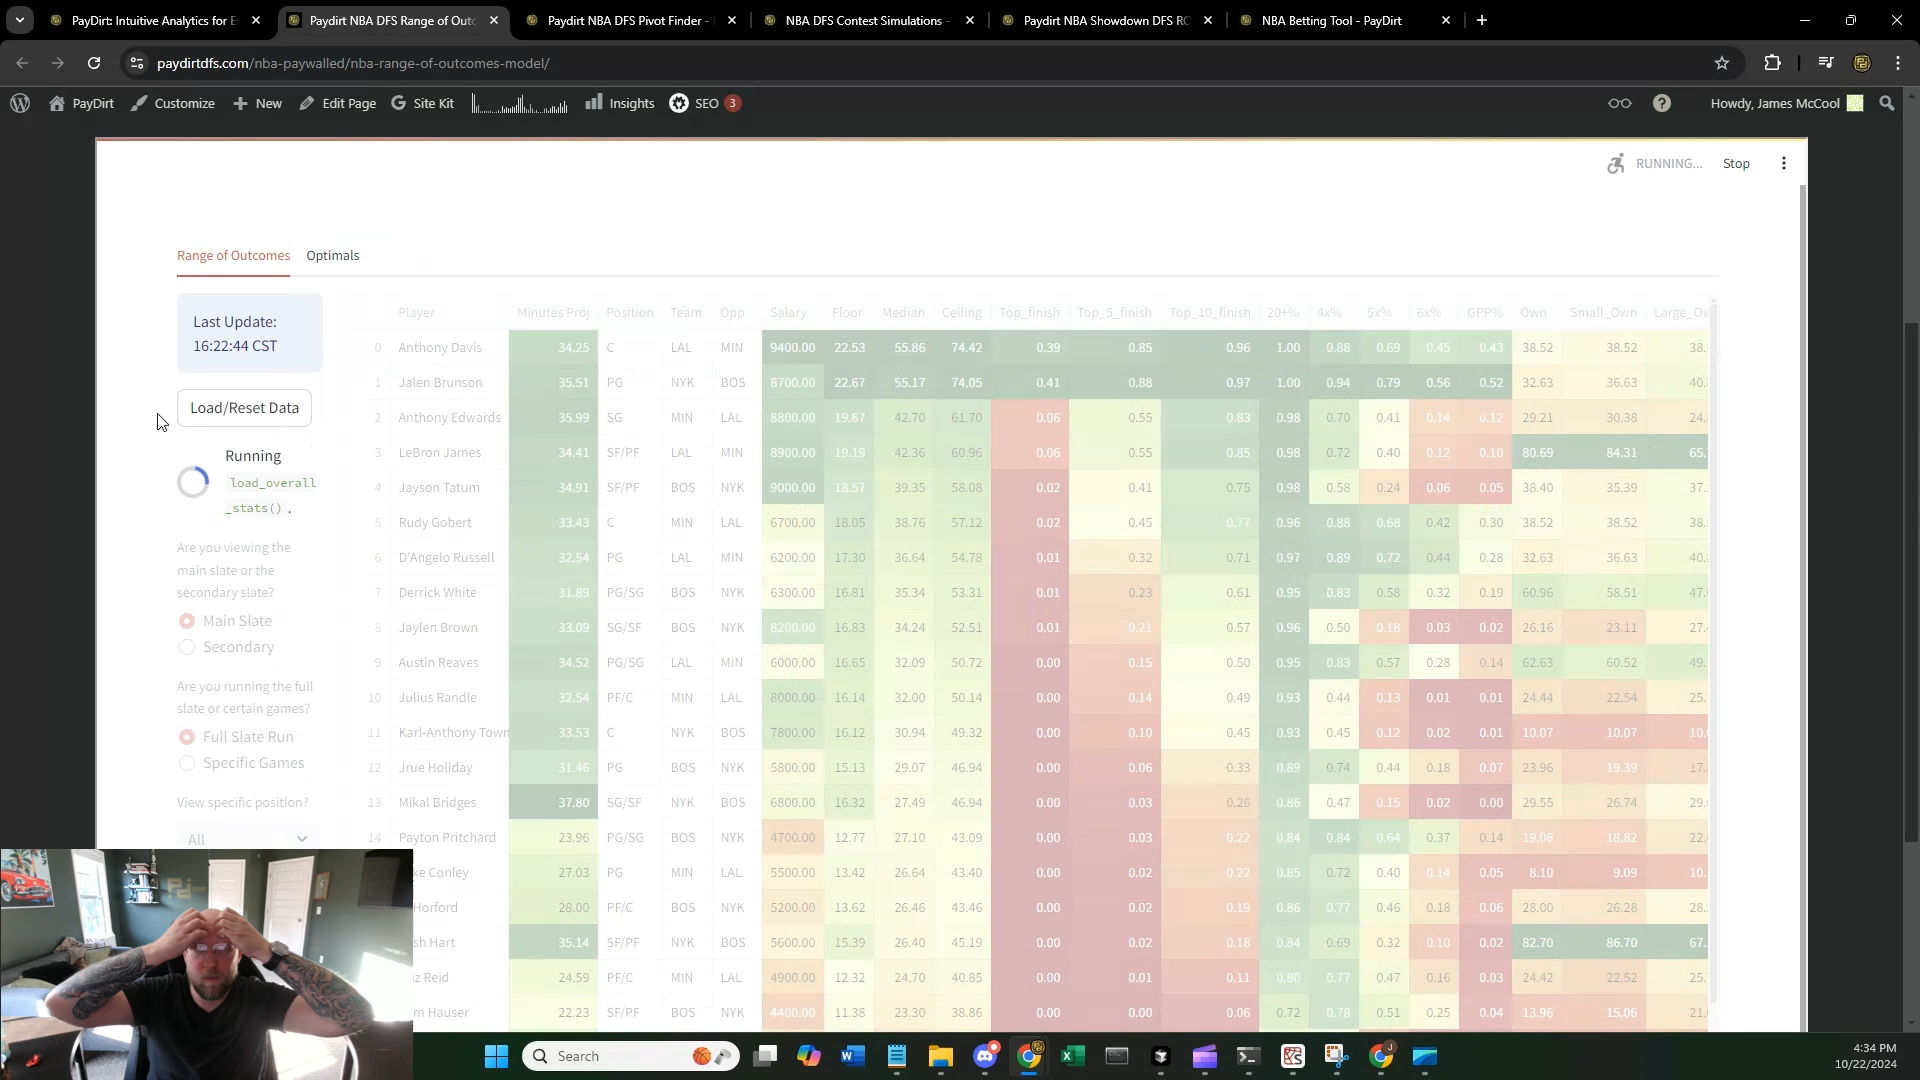 PayDirt: Intuitive Analytics for E
Paydirt NBA DFS Range of Outc
Paydirt NBA DFS Pivot Finder -
NBA DFS Contest Simulations -
Paydirt NBA Showdown DFS RO
NBA Betting Tool - PayDirt
paydirtdfs.com/nba-paywalled/nba-range-of-outcomes-model/
PayDirt Customize New Edit Page Site Kit Insights SEO 3 Howdy, James McCool
RUNNING... Stop
Range of Outcomes Optimals
Last Update:
16:22:44 CST
Load/Reset Data
Running
load_overall
_stats() .
Are you viewing the
main slate or the
secondary slate?
Main Slate
Secondary
Are you running the full
slate or certain games?
Full Slate Run
Specific Games
View specific position?
All
Player Minutes Proj Position Team Opp Salary Floor Median Ceiling Top_finish Top_5_finish Top_10_finish 20+% 4x% 5x% 6x% GPP% Own Small_Own Large_Ow
0 Anthony Davis 34.25 C LAL MIN 9400.00 22.53 55.86 74.42 0.39 0.85 0.96 1.00 0.88 0.69 0.45 0.43 38.52 38.52 38.
1 Jalen Brunson 35.51 PG NYK BOS 8700.00 22.67 55.17 74.05 0.41 0.88 0.97 1.00 0.94 0.79 0.56 0.52 32.63 36.63 40.
2 Anthony Edwards 35.99 SG MIN LAL 8800.00 19.67 42.70 61.70 0.06 0.55 0.83 0.98 0.70 0.41 0.14 0.12 29.21 30.38 24.
3 LeBron James 34.41 SF/PF LAL MIN 8900.00 19.19 42.36 60.96 0.06 0.55 0.85 0.98 0.72 0.40 0.12 0.10 80.69 84.31 65.
4 Jayson Tatum 34.91 SF/PF BOS NYK 9000.00 18.57 39.35 58.08 0.02 0.41 0.75 0.98 0.58 0.24 0.06 0.05 38.40 35.39 37.
5 Rudy Gobert 33.43 C MIN LAL 6700.00 18.05 38.76 57.12 0.02 0.45 0.77 0.96 0.88 0.68 0.42 0.30 38.52 38.52 38.
6 D'Angelo Russell 32.54 PG LAL MIN 6200.00 17.30 36.64 54.78 0.01 0.32 0.71 0.97 0.89 0.72 0.44 0.28 32.63 36.63 40.
7 Derrick White 31.89 PG/SG BOS NYK 6300.00 16.81 35.34 53.31 0.01 0.23 0.61 0.95 0.83 0.58 0.32 0.19 60.96 58.51 47.
8 Jaylen Brown 33.09 SG/SF BOS NYK 8200.00 16.83 34.24 52.51 0.01 0.21 0.57 0.96 0.50 0.18 0.03 0.02 26.16 23.11 27.
9 Austin Reaves 34.52 PG/SG LAL MIN 6000.00 16.65 32.09 50.72 0.00 0.15 0.50 0.95 0.83 0.57 0.28 0.14 62.63 60.52 49.
10 Julius Randle 32.54 PF/C MIN LAL 8000.00 16.14 32.00 50.14 0.00 0.14 0.49 0.93 0.44 0.13 0.01 0.01 24.44 22.54 25.
11 Karl-Anthony Town 33.53 C NYK BOS 7800.00 16.12 30.94 49.32 0.00 0.10 0.45 0.93 0.45 0.12 0.02 0.01 10.07 10.07 10.
12 Jrue Holiday 31.46 PG BOS NYK 5800.00 15.13 29.07 46.94 0.00 0.06 0.33 0.89 0.74 0.44 0.18 0.07 23.96 19.39 17.
13 Mikal Bridges 37.80 SG/SF NYK BOS 6800.00 16.32 27.49 46.94 0.00 0.03 0.26 0.86 0.47 0.15 0.02 0.00 29.55 26.74 29.
14 Payton Pritchard 23.96 PG/SG BOS NYK 4700.00 12.77 27.10 43.09 0.00 0.03 0.22 0.84 0.84 0.64 0.37 0.14 19.06 18.82 22.
ke Conley 27.03 PG MIN LAL 5500.00 13.42 26.64 43.40 0.00 0.02 0.22 0.85 0.72 0.40 0.14 0.05 8.10 9.09 10.
Horford 28.00 PF/C BOS NYK 5200.00 13.62 26.46 43.46 0.00 0.02 0.19 0.86 0.77 0.46 0.18 0.06 28.00 26.28 28.
sh Hart 35.14 SF/PF NYK BOS 5600.00 15.39 26.40 45.19 0.00 0.02 0.18 0.84 0.69 0.32 0.10 0.02 82.70 86.70 67.
z Reid 24.59 PF/C MIN LAL 4900.00 12.32 24.70 40.85 0.00 0.01 0.11 0.80 0.77 0.47 0.16 0.03 24.42 22.52 25.
m Hauser 22.23 SF/PF BOS NYK 4400.00 11.38 23.30 38.86 0.00 0.00 0.06 0.72 0.78 0.51 0.25 0.04 13.96 15.06 21.
Search
4:34 PM
10/22/2024